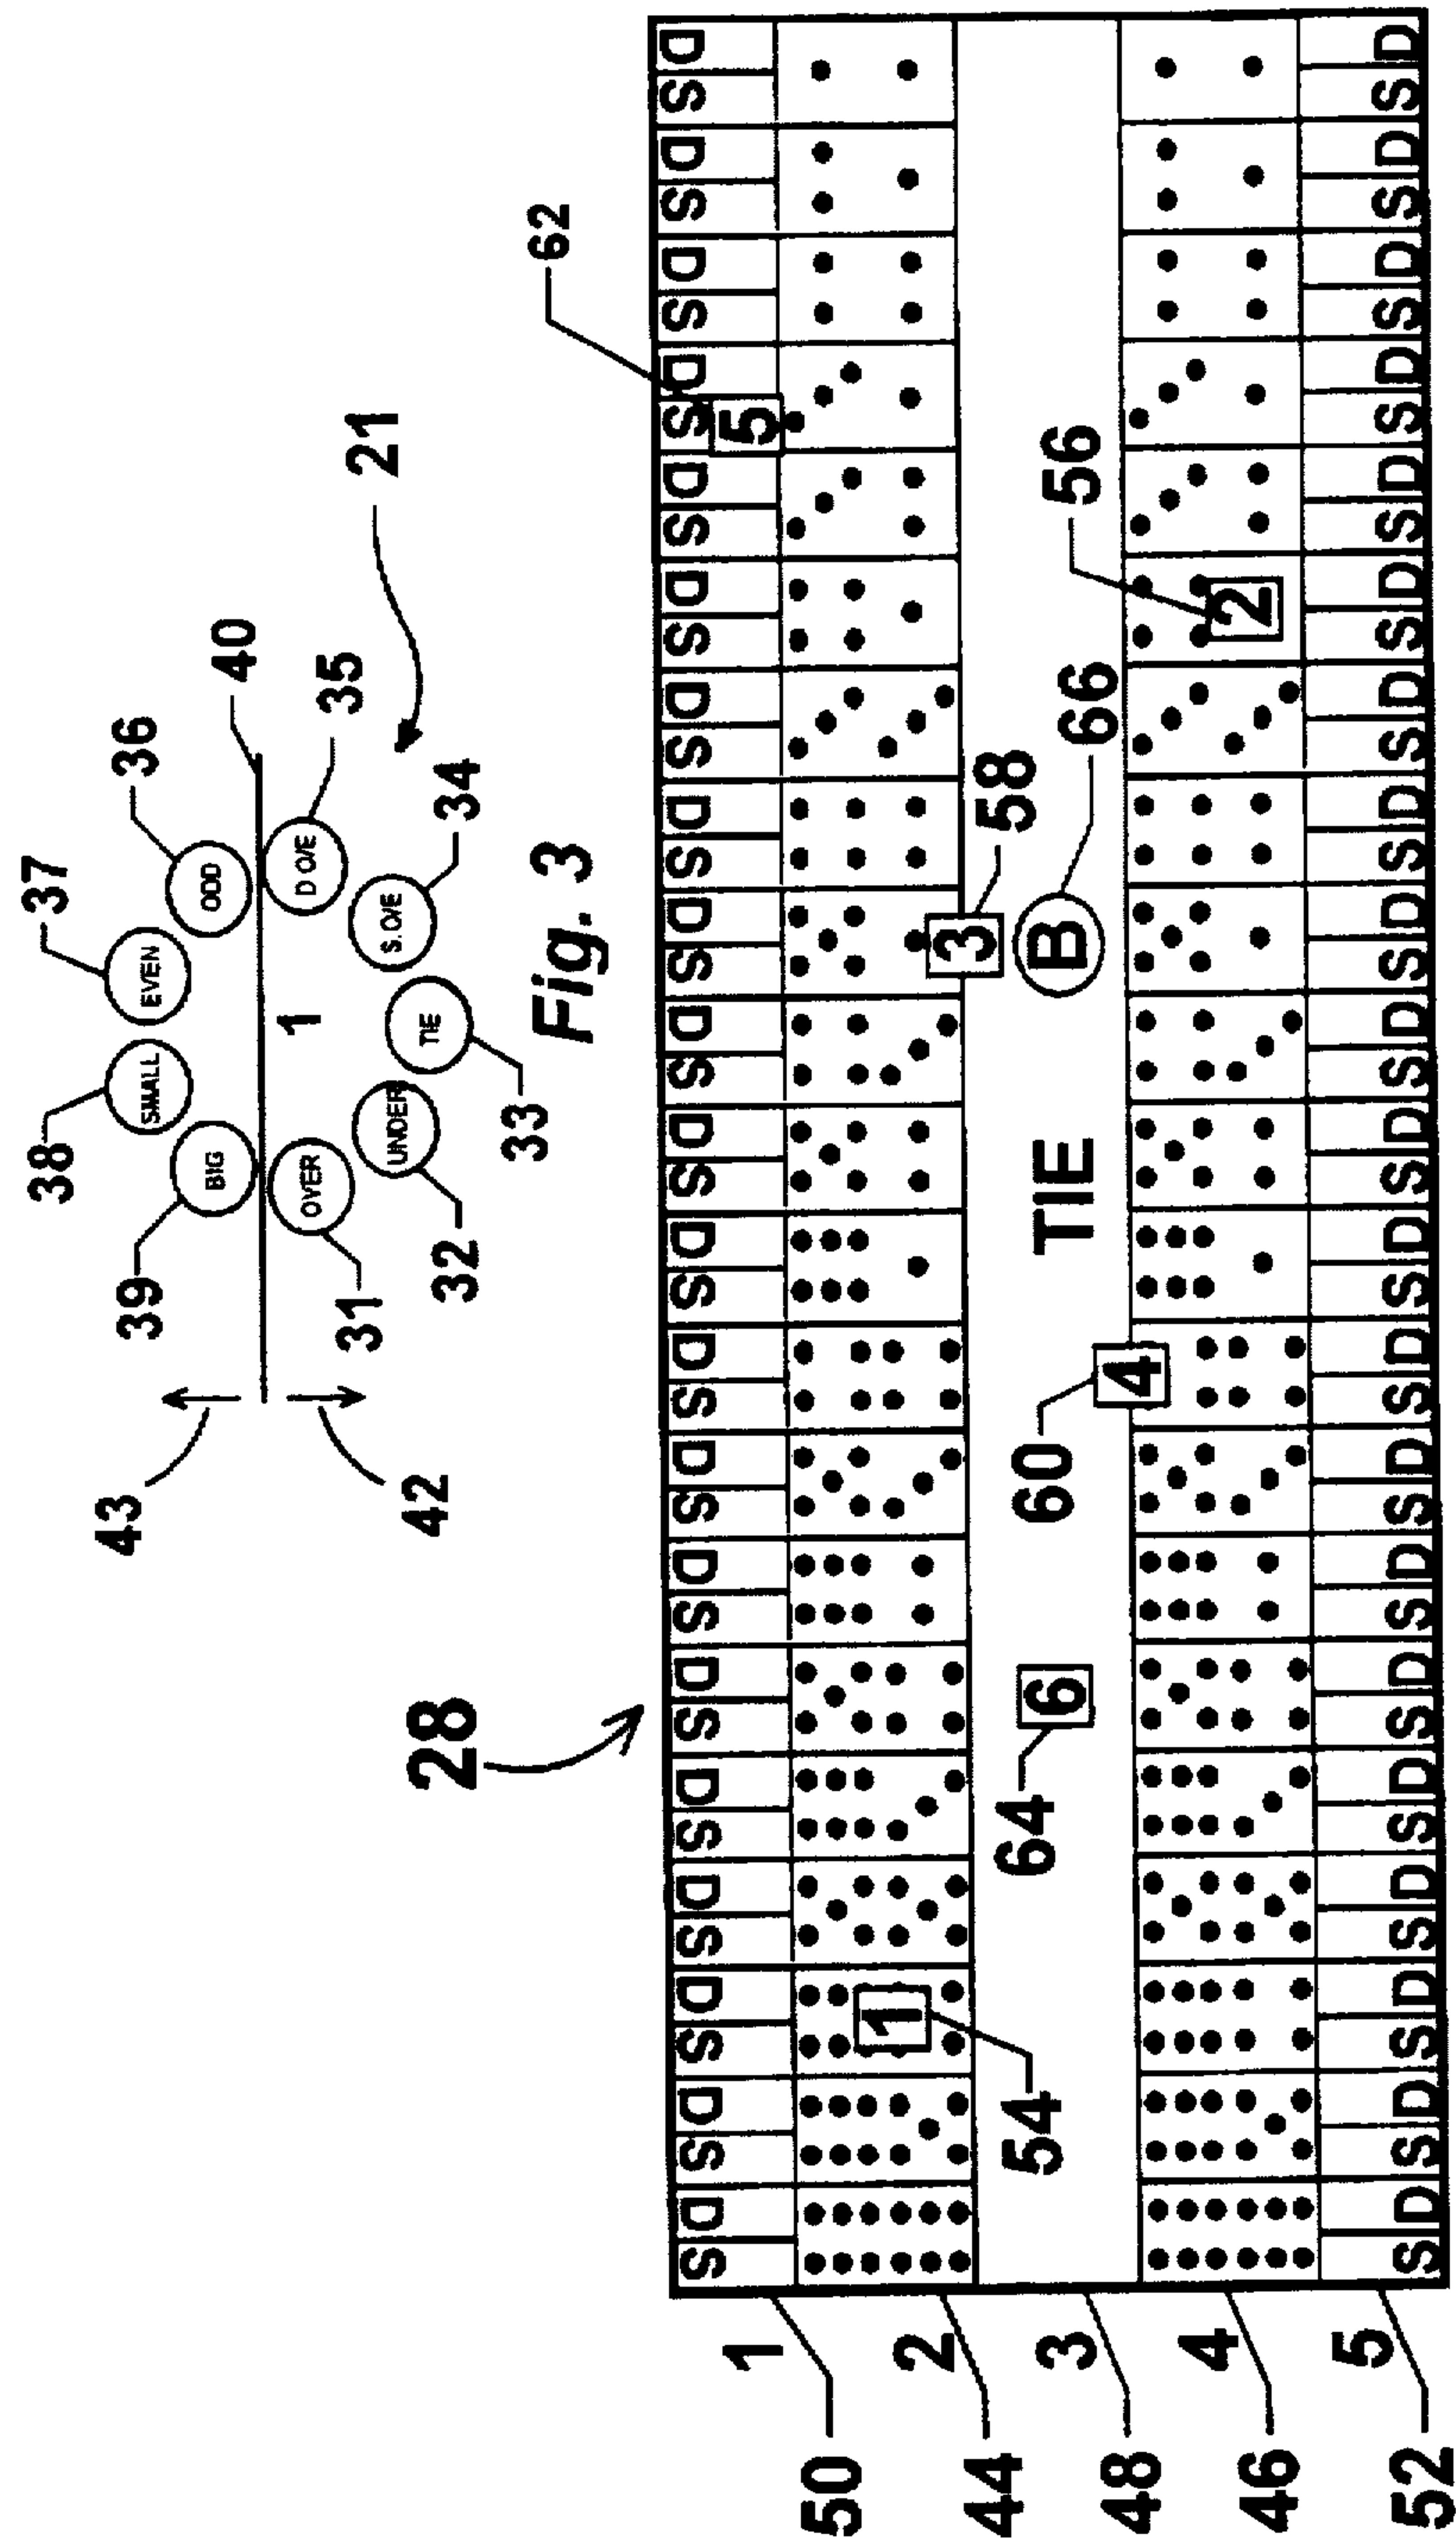 38 37
43 39 36
SMALL EVEN
BIG ODD 40
1
OVER D O/E 35
31 21
UNDER S. O/E
42 TIE
28 32 34
33 62
Fig. 3
S D S D S D S D S D S D S D S D S D S D S D S D S D S D S D S D S D S D S D S D S D
1 5
50
1
2 3
44 54 64 60 58
3 6 TIE B 56
48 66
4 4
46 2
5 S D S D S D S D S D S D S D S D S D S D S D S D S D S D S D S D S D S D S D S D S D
52